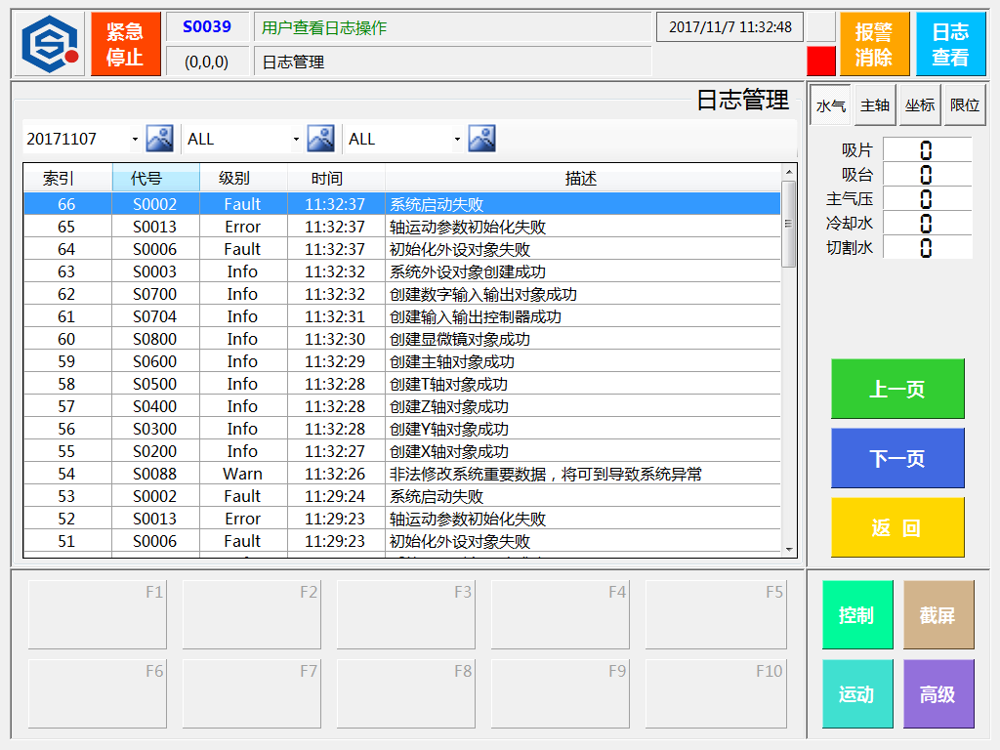 紧急
停止
S0039
用户查看日志操作
(0,0,0)
日志管理
2017/11/7 11:32:48
报警
消除
日志
查看
日志管理
20171107
ALL
ALL
索引 代号 级别 时间 描述
66 S0002 Fault 11:32:37 系统启动失败
65 S0013 Error 11:32:37 轴运动参数初始化失败
64 S0006 Fault 11:32:37 初始化外设对象失败
63 S0003 Info 11:32:32 系统外设对象创建成功
62 S0700 Info 11:32:32 创建数字输入输出对象成功
61 S0704 Info 11:32:31 创建输入输出控制器成功
60 S0800 Info 11:32:30 创建显微镜对象成功
59 S0600 Info 11:32:29 创建主轴对象成功
58 S0500 Info 11:32:28 创建T轴对象成功
57 S0400 Info 11:32:28 创建Z轴对象成功
56 S0300 Info 11:32:28 创建Y轴对象成功
55 S0200 Info 11:32:27 创建X轴对象成功
54 S0088 Warn 11:32:26 非法修改系统重要数据，将可到导致系统异常
53 S0002 Fault 11:29:24 系统启动失败
52 S0013 Error 11:29:23 轴运动参数初始化失败
51 S0006 Fault 11:29:23 初始化外设对象失败
水气 主轴 坐标 限位
吸片 0
吸台 0
主气压 0
冷却水 0
切割水 0
上一页
下一页
返 回
F1 F2 F3 F4 F5
F6 F7 F8 F9 F10
控制 截屏
运动 高级